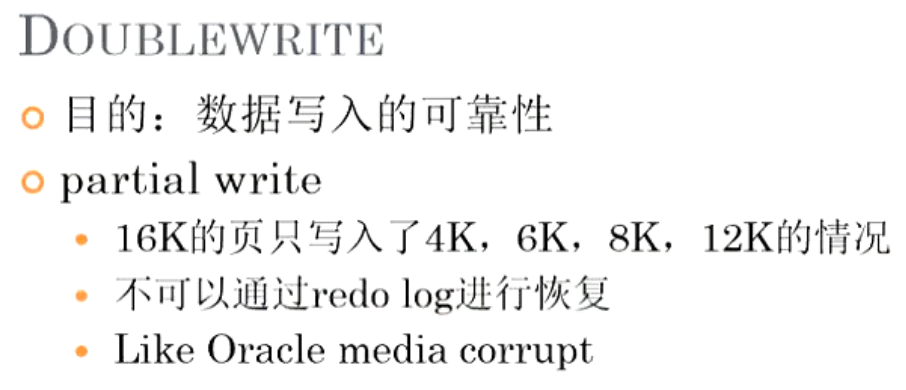 DOUBLEWRITE
目的：数据写入的可靠性
partial write
16K的页只写入了4K，6K，8K，12K的情况
不可以通过redo log进行恢复
Like Oracle media corrupt